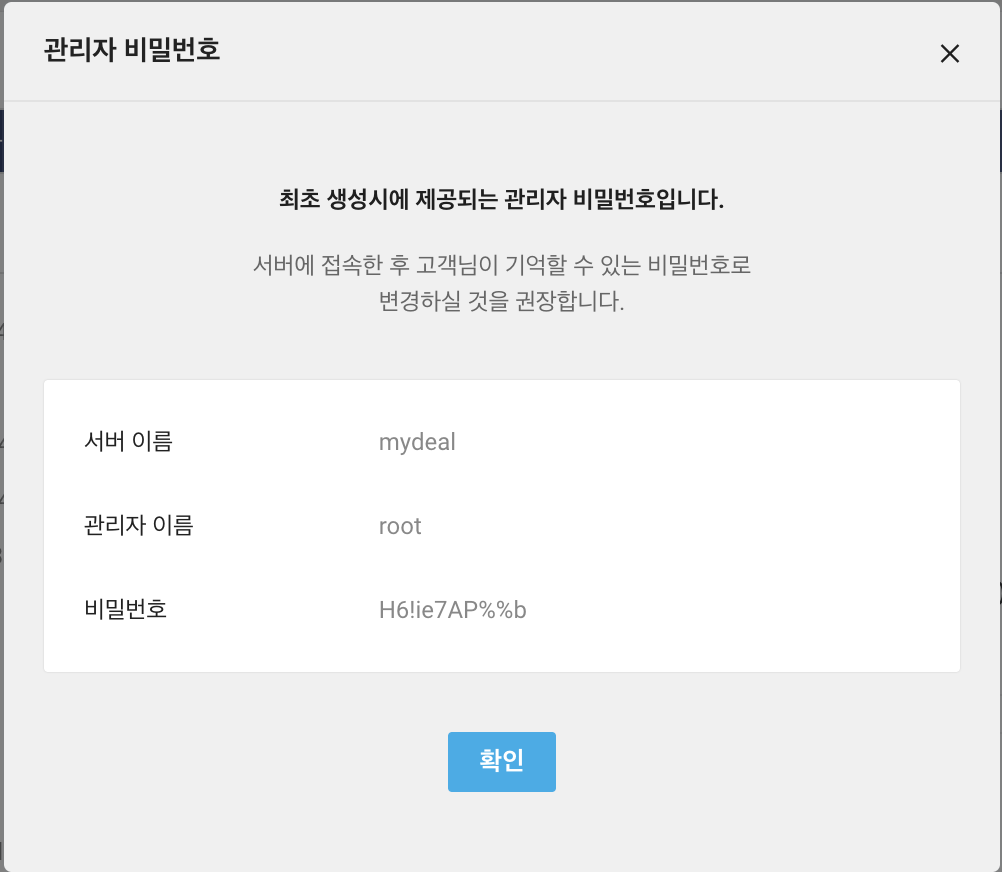 관리자 비밀번호
최초 생성시에 제공되는 관리자 비밀번호입니다.
서버에 접속한 후 고객님이 기억할 수 있는 비밀번호로
변경하실 것을 권장합니다.
서버 이름 mydeal
관리자 이름 root
비밀번호 H6!ie7AP%%b
확인